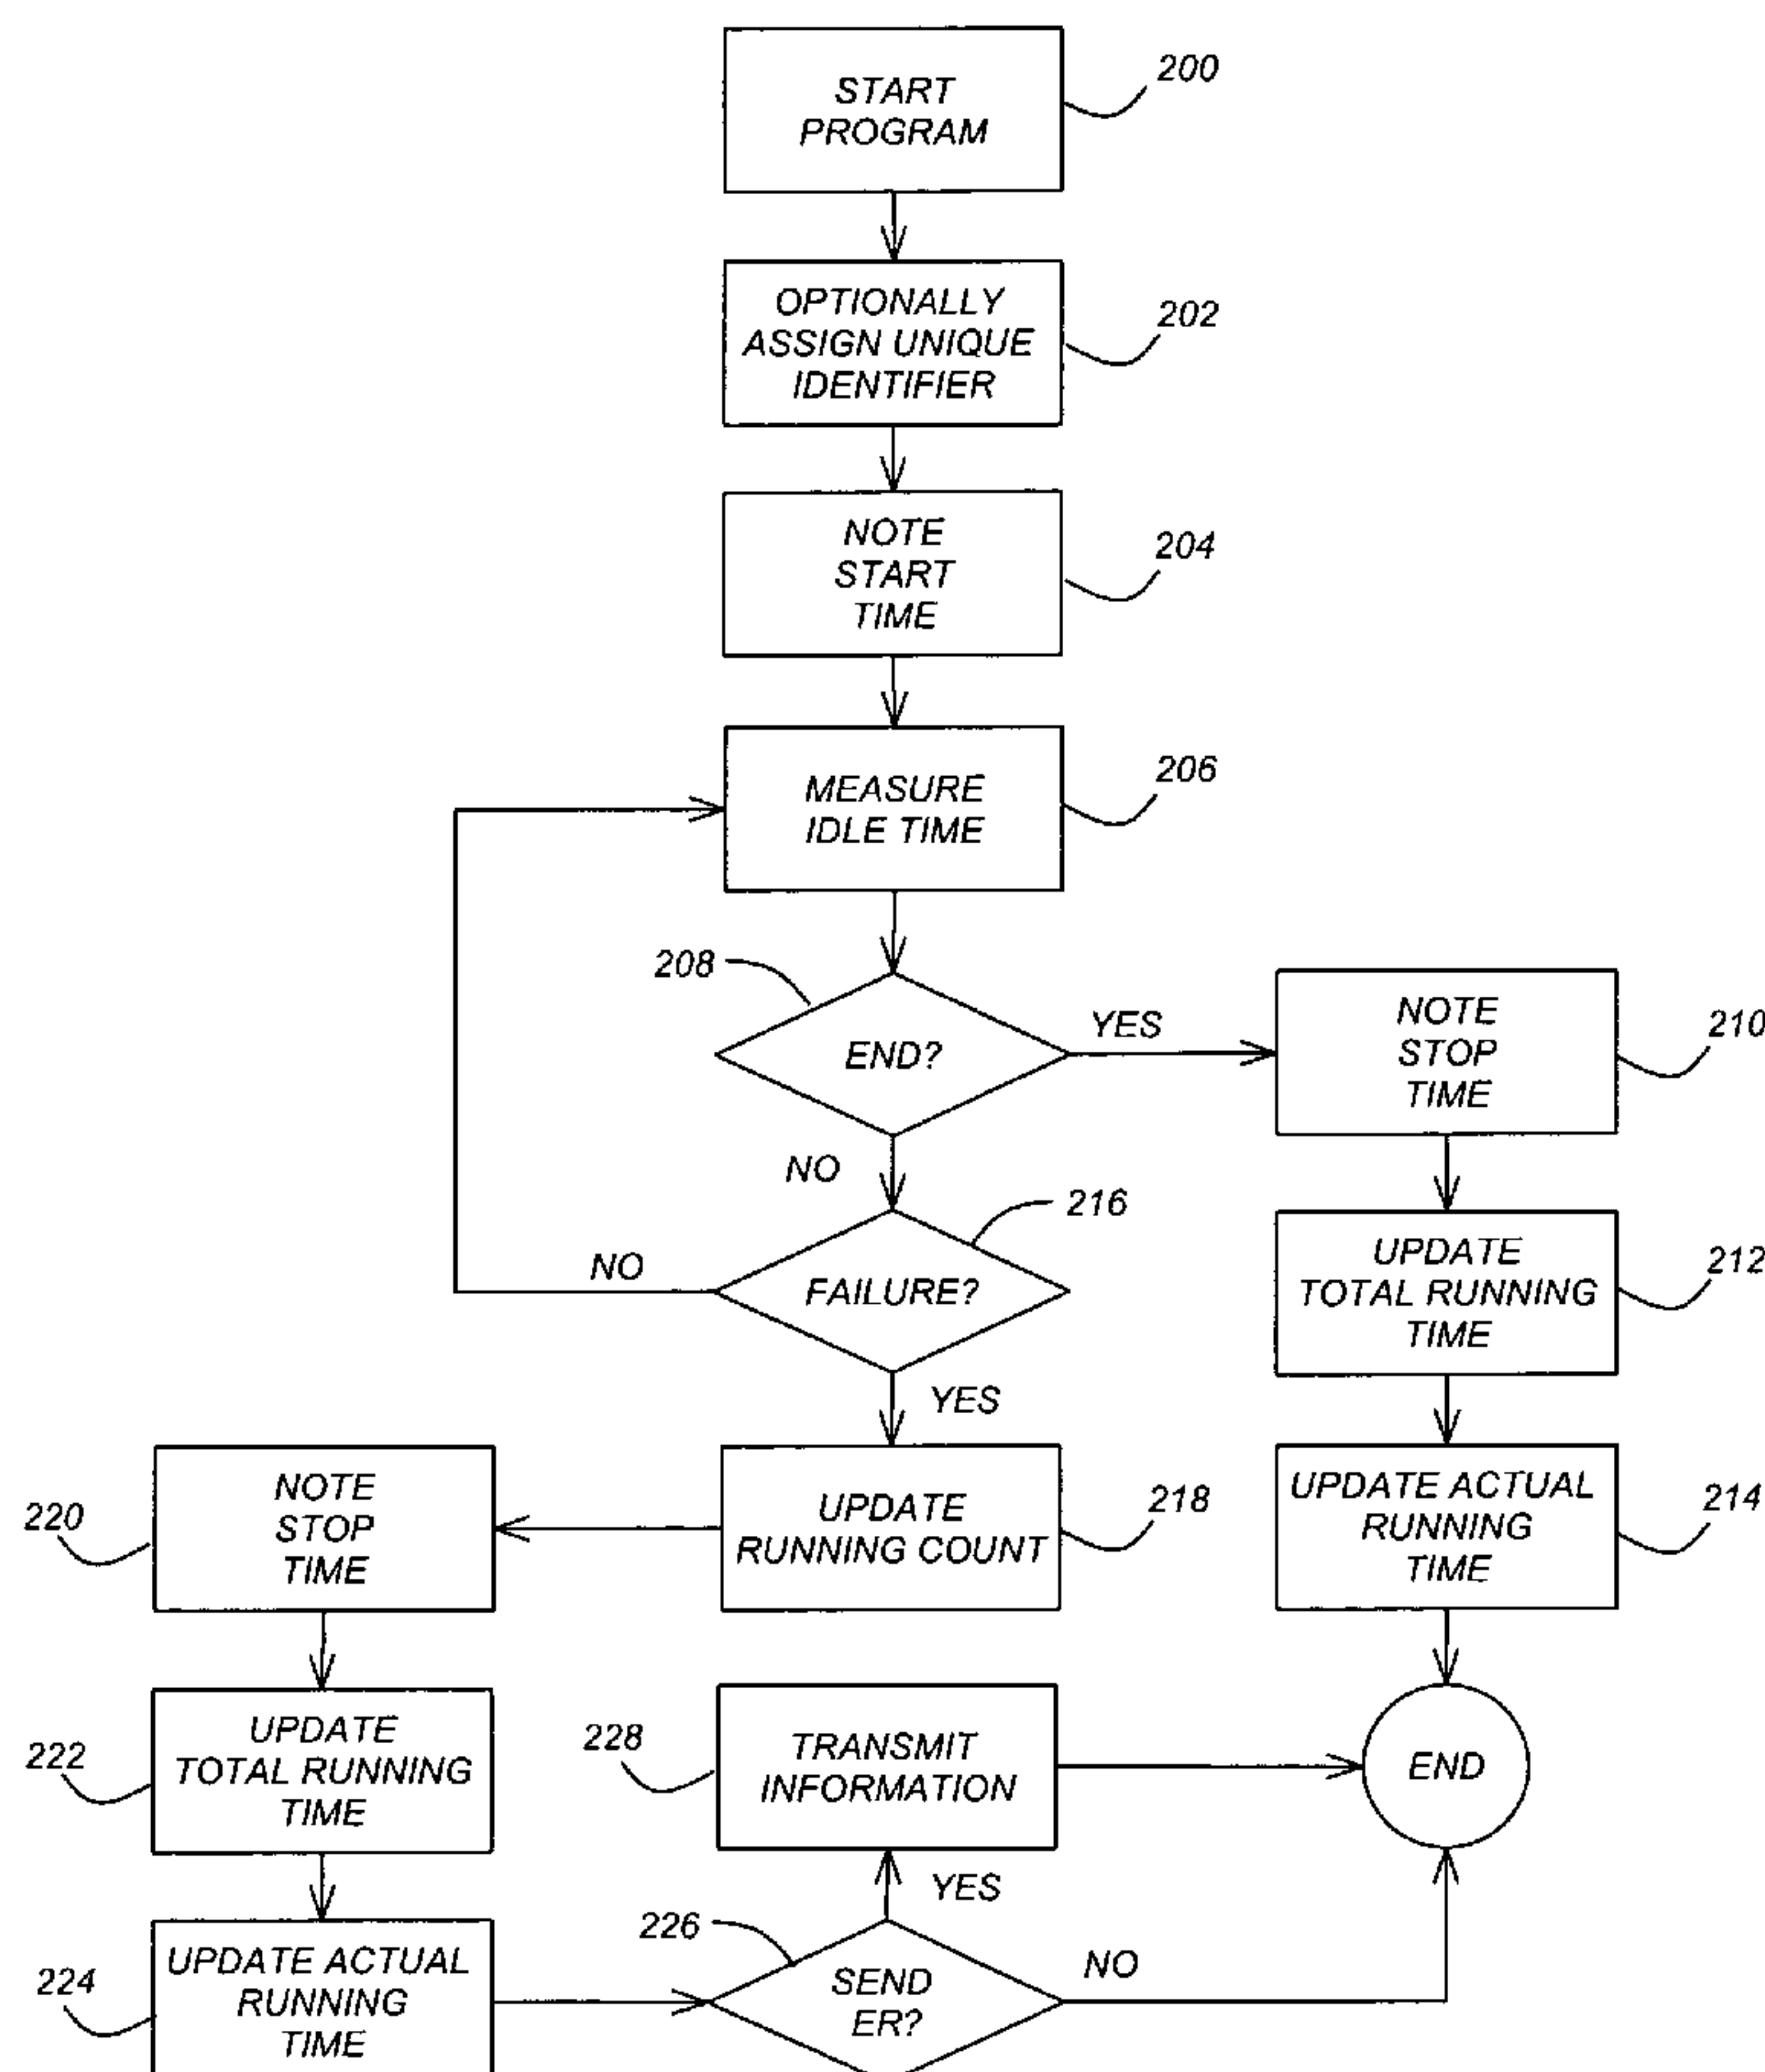 START
PROGRAM
200
OPTIONALLY
ASSIGN UNIQUE
IDENTIFIER
202
NOTE
START
TIME
204
MEASURE
IDLE TIME
206
208
END?
YES
NOTE
STOP
TIME
210
NO
216
FAILURE?
NO
UPDATE
TOTAL RUNNING
TIME
212
YES
220
NOTE
STOP
TIME
UPDATE
RUNNING COUNT
218
UPDATE ACTUAL
RUNNING
TIME
214
222
UPDATE
TOTAL RUNNING
TIME
228
TRANSMIT
INFORMATION
END
YES
224
UPDATE ACTUAL
RUNNING
TIME
226
SEND
ER?
NO